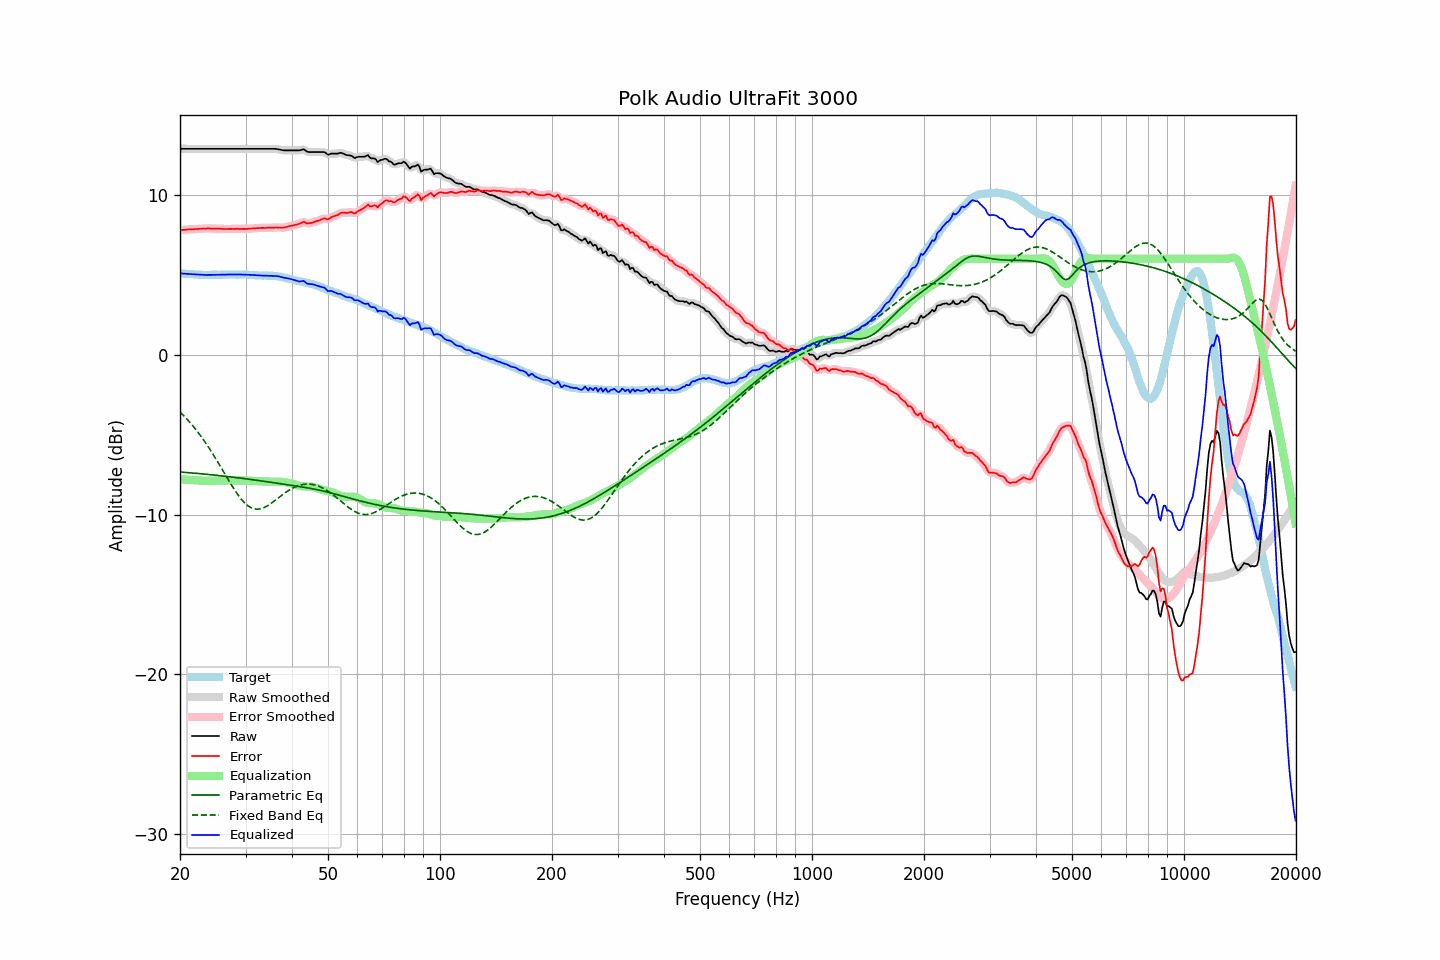 Polk Audio UltraFit 3000
Amplitude (dBr)
10
0
−10
−20
−30
Target
Raw Smoothed
Error Smoothed
Raw
Error
Equalization
Parametric Eq
Fixed Band Eq
Equalized
20 50 100 200 500 1000 2000 5000 10000 20000
Frequency (Hz)